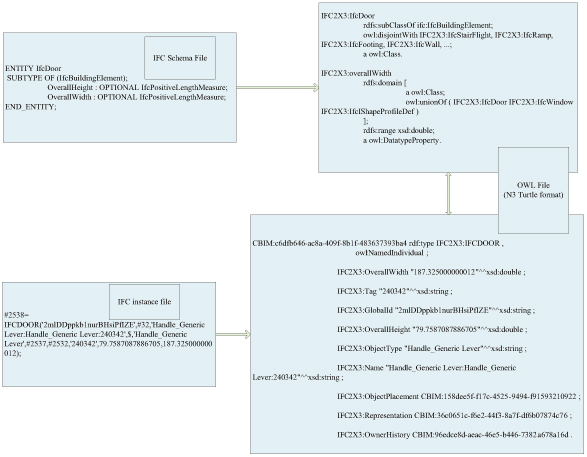 IFC Schema File
ENTITY IfcDoor
SUBTYPE OF (IfcBuildingElement);
OverallHeight : OPTIONAL IfcPositiveLengthMeasure;
OverallWidth : OPTIONAL IfcPositiveLengthMeasure;
END_ENTITY;
IFC2X3:IfcDoor
rdfs:subClassOf ifc:IfcBuildingElement;
owl:disjointWith IFC2X3:IfcStairFlight, IFC2X3:IfcRamp,
IFC2X3:IfcFooting, IFC2X3:IfcWall, ...;
a owl:Class.
IFC2X3:overallWidth
rdfs:domain [
a owl:Class;
owl:unionOf ( IFC2X3:IfcDoor IFC2X3:IfcWindow
IFC2X3:IfcIShapeProfileDef )
];
rdfs:range xsd:double;
a owl:DatatypeProperty.
OWL File
(N3 Turtle format)
IFC instance file
#2538=
IFCDOOR('2mIDDppkb1nurBHsiPfIZE',#32,'Handle_Generic
Lever:Handle_Generic Lever:240342',$,'Handle_Generic
Lever',#2537,#2532,'240342',79.7587087886705,187.325000000
012);
CBIM:c6dfb646-ac8a-409f-8b1f-483637393ba4 rdf:type IFC2X3:IFCDOOR ,
owl:NamedIndividual ;
IFC2X3:OverallWidth "187.325000000012"^^xsd:double ;
IFC2X3:Tag "240342"^^xsd:string ;
IFC2X3:GlobalId "2mIDDppkb1nurBHsiPfIZE"^^xsd:string ;
IFC2X3:OverallHeight "79.7587087886705"^^xsd:double ;
IFC2X3:ObjectType "Handle_Generic Lever"^^xsd:string ;
IFC2X3:Name "Handle_Generic Lever:Handle_Generic
Lever:240342"^^xsd:string ;
IFC2X3:ObjectPlacement CBIM:158dee5f-f17c-4525-9494-f91593210922 ;
IFC2X3:Representation CBIM:36c0651c-f6e2-44f3-8a7f-df6b07874c76 ;
IFC2X3:OwnerHistory CBIM:96edce8d-aeac-46e5-b446-7382a678a16d .